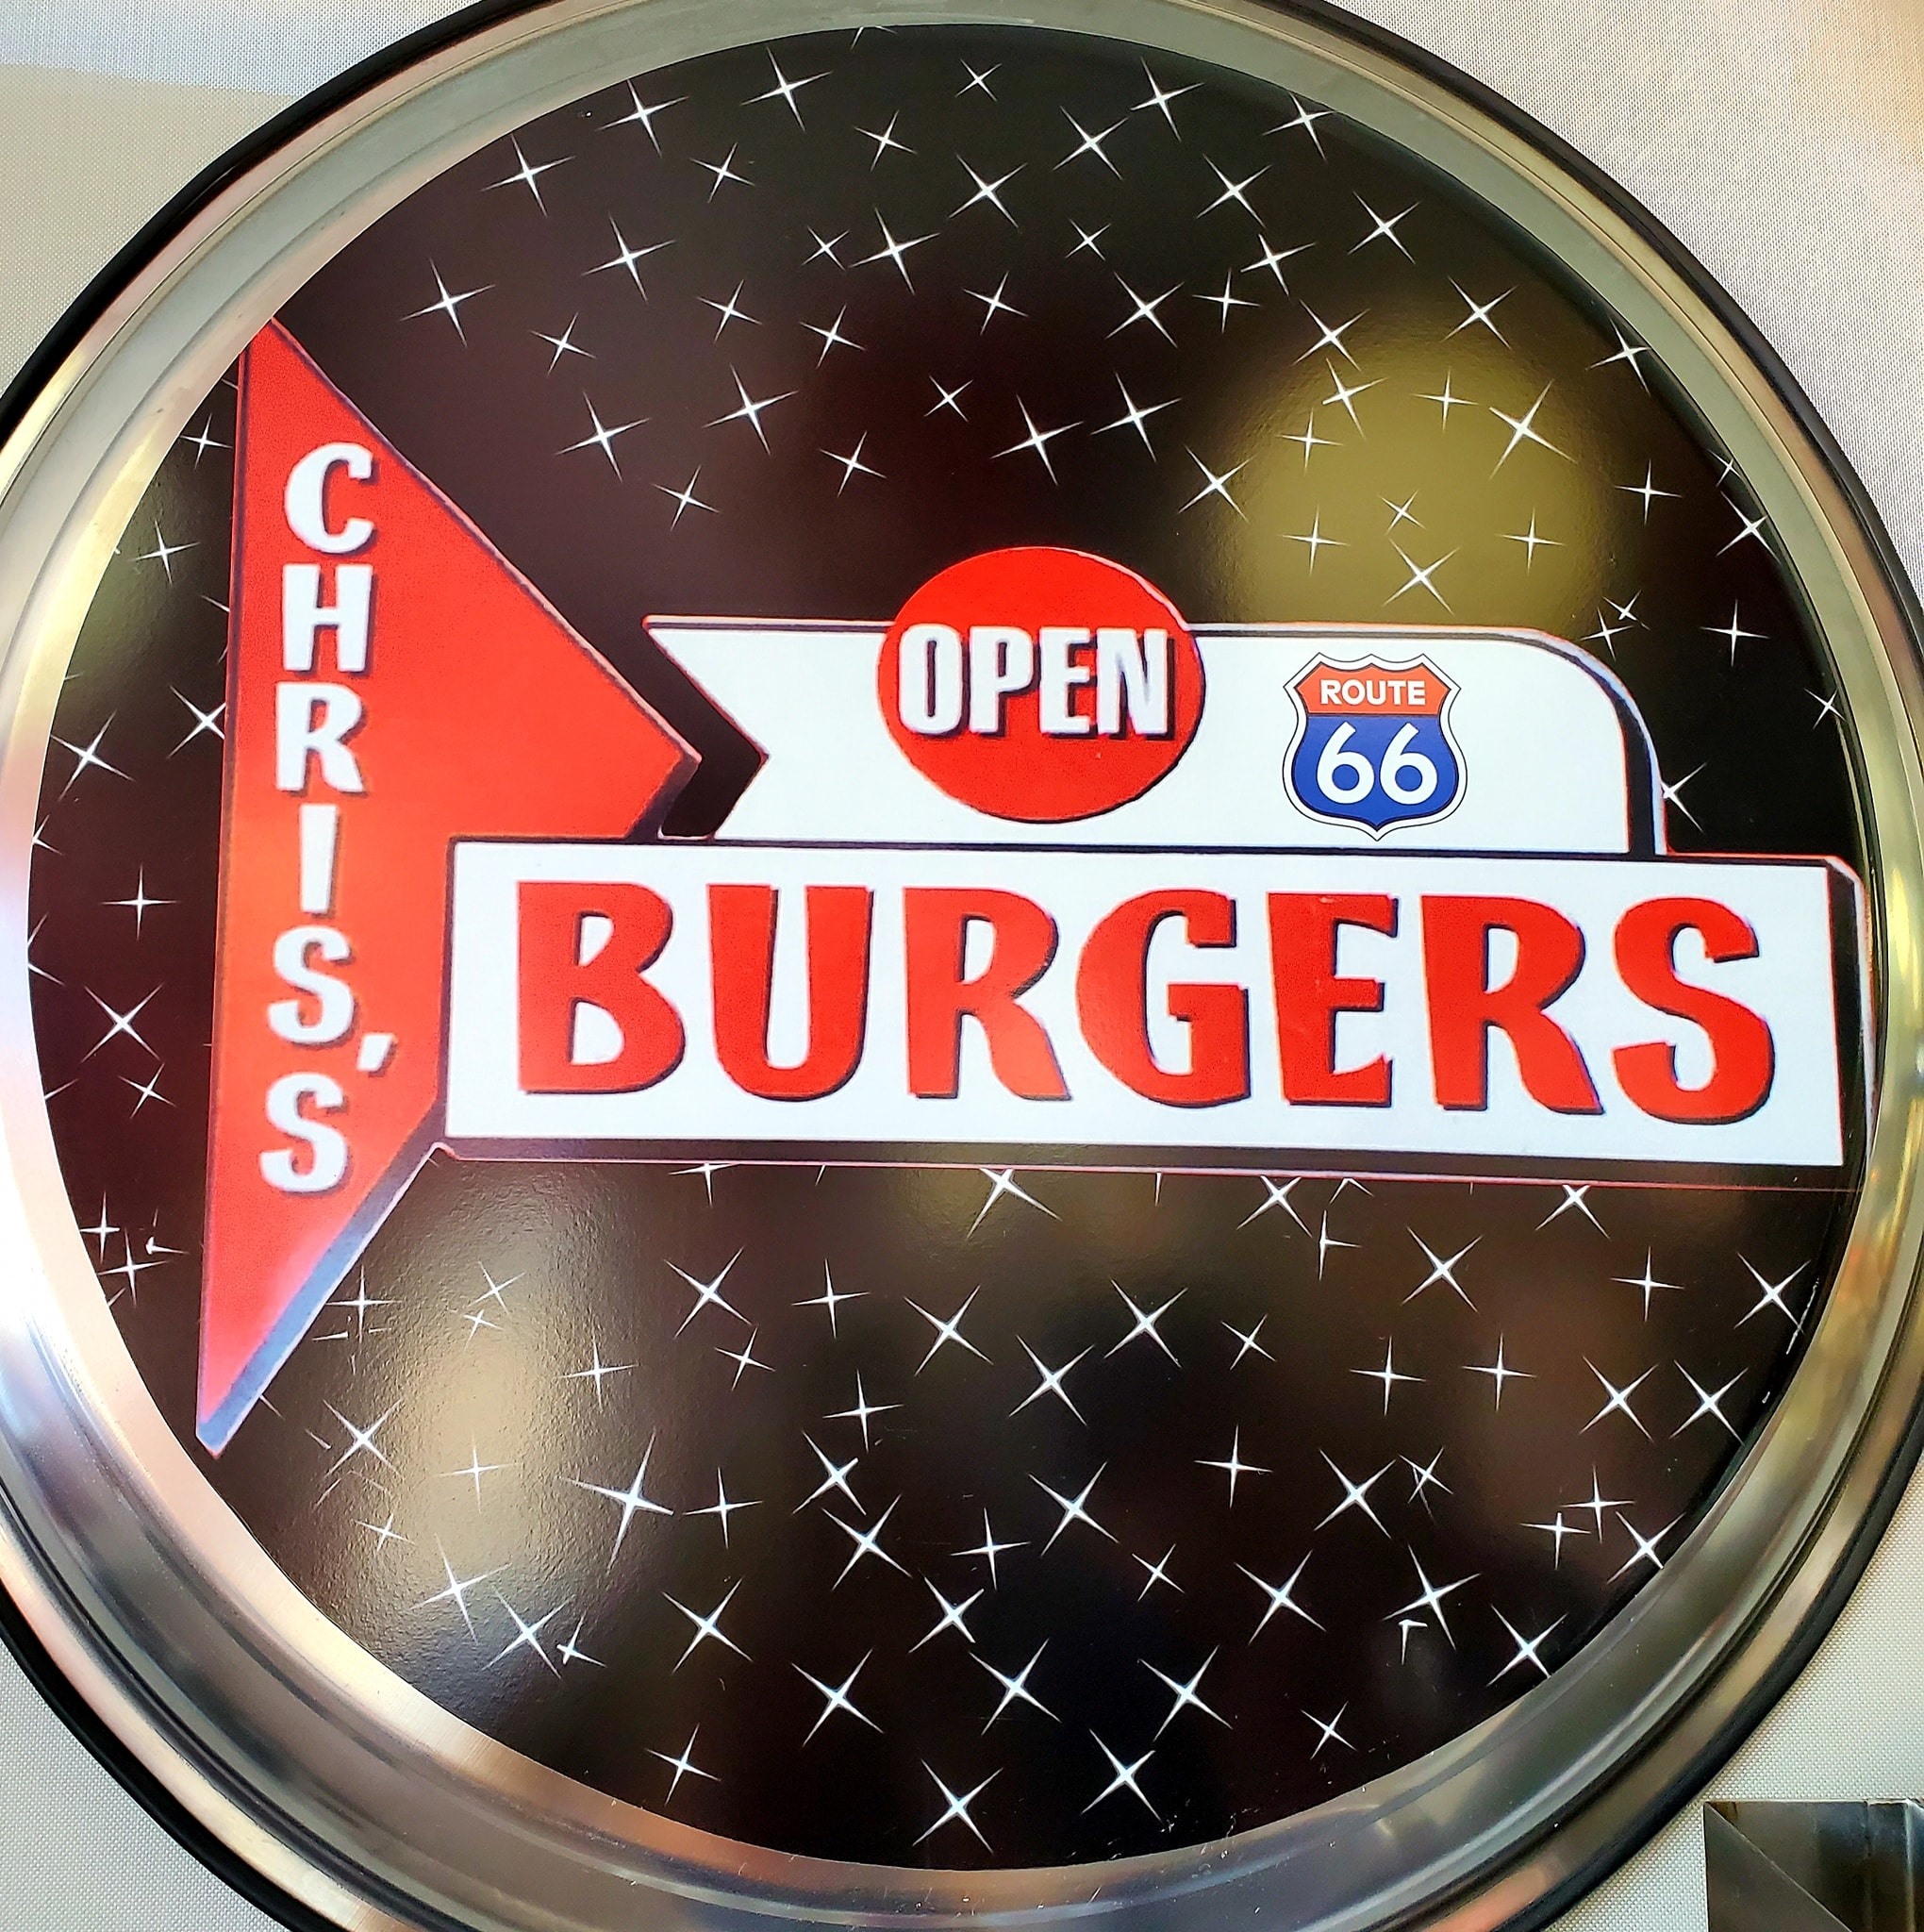 CHRIS'S
OPEN
ROUTE
66
BURGERS